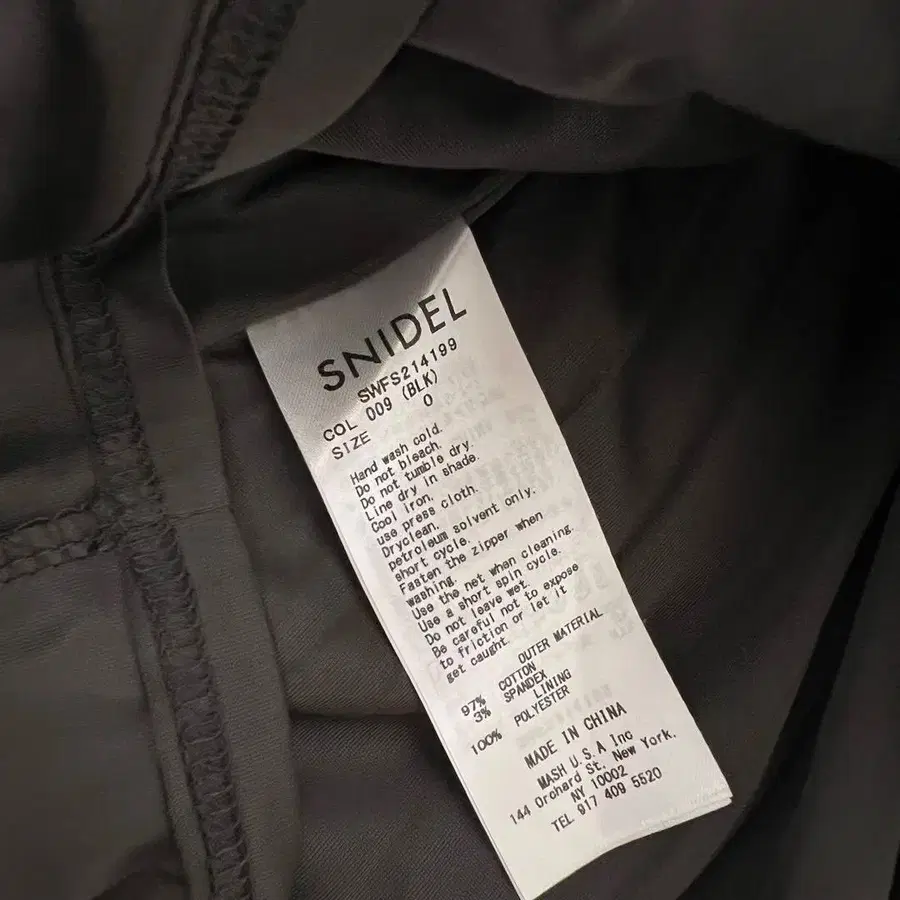 SNIDEL
SWFS214199
COL 009 (BLK)
SIZE 0
Hand wash cold.
Do not bleach.
Do not tumble dry.
Line dry in shade.
Cool iron.
use press cloth.
Dryclean.
petroleum solvent only.
short cycle.
Fasten the zipper when
washing.
Use the net when cleaning.
Use a short spin cycle.
Do not leave wet.
Be careful not to expose
to friction or let it
get caught.
OUTER MATERIAL
97% COTTON
3% SPANDEX
LINING
100% POLYESTER
MADE IN CHINA
MASH U.S.A Inc
144 Orchard St. New York.
NY 10002
TEL 917 409 5520